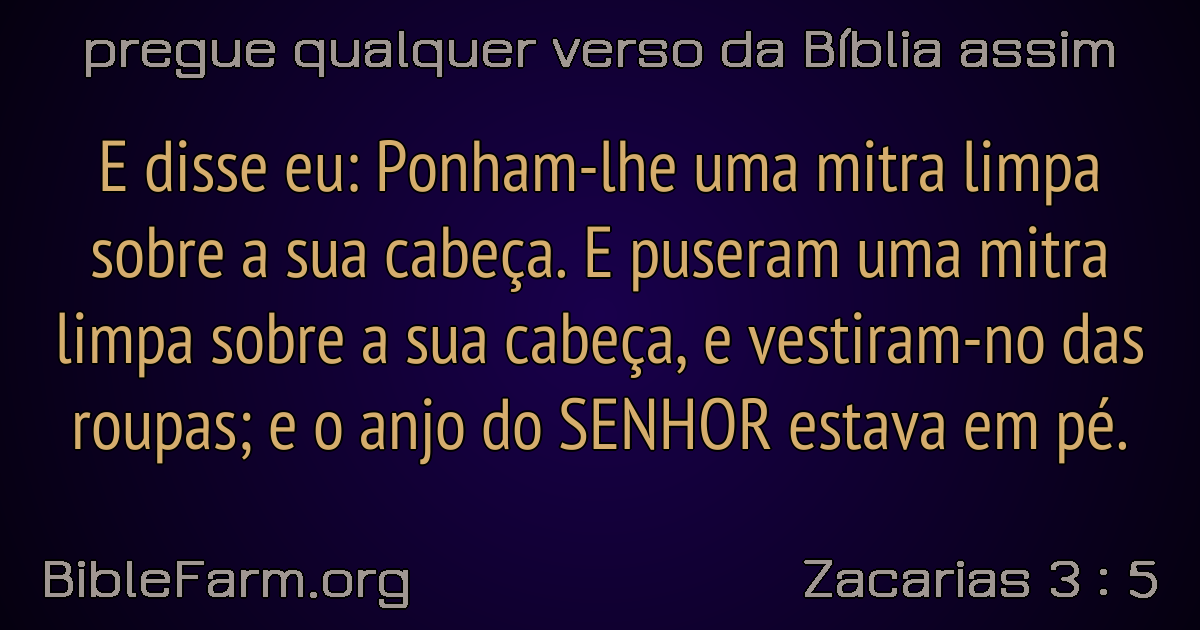 pregue qualquer verso da Bíblia assim
E disse eu: Ponham-lhe uma mitra limpa
sobre a sua cabeça. E puseram uma mitra
limpa sobre a sua cabeça, e vestiram-no das
roupas; e o anjo do SENHOR estava em pé.
BibleFarm.org
Zacarias 3 : 5